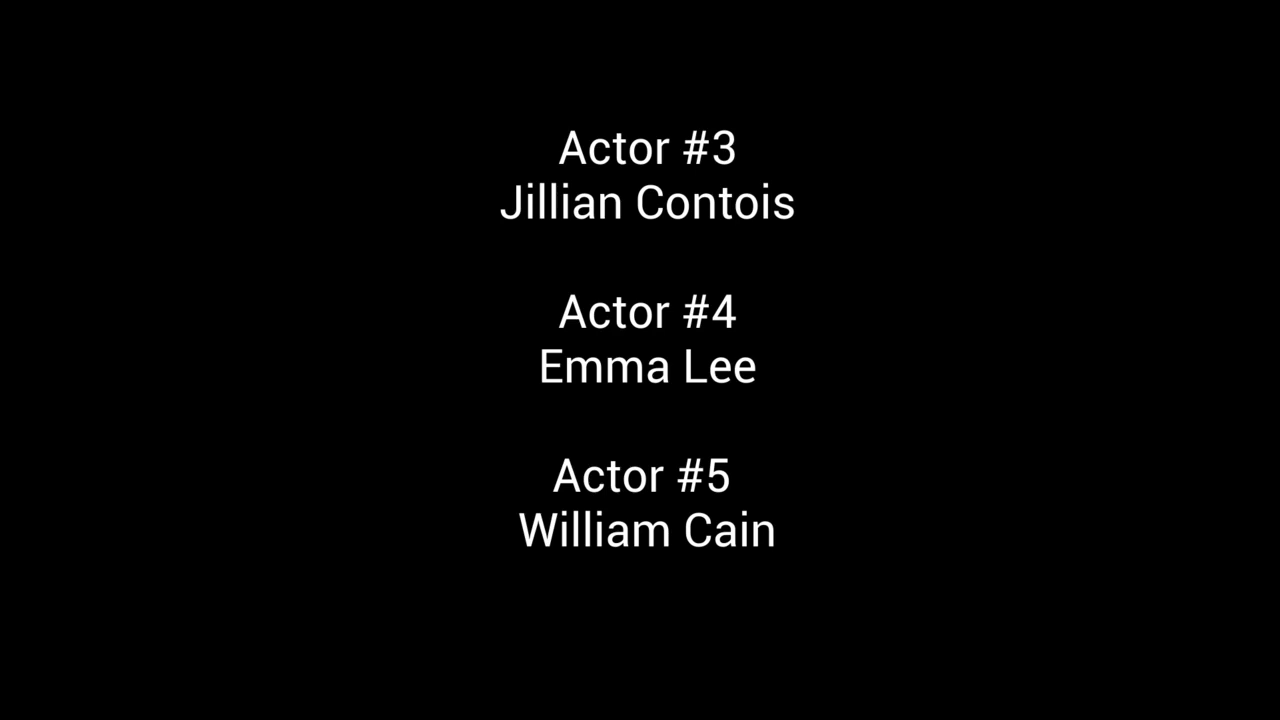 Actor #3
Jillian Contois
Actor #4
Emma Lee
Actor #5
William Cain